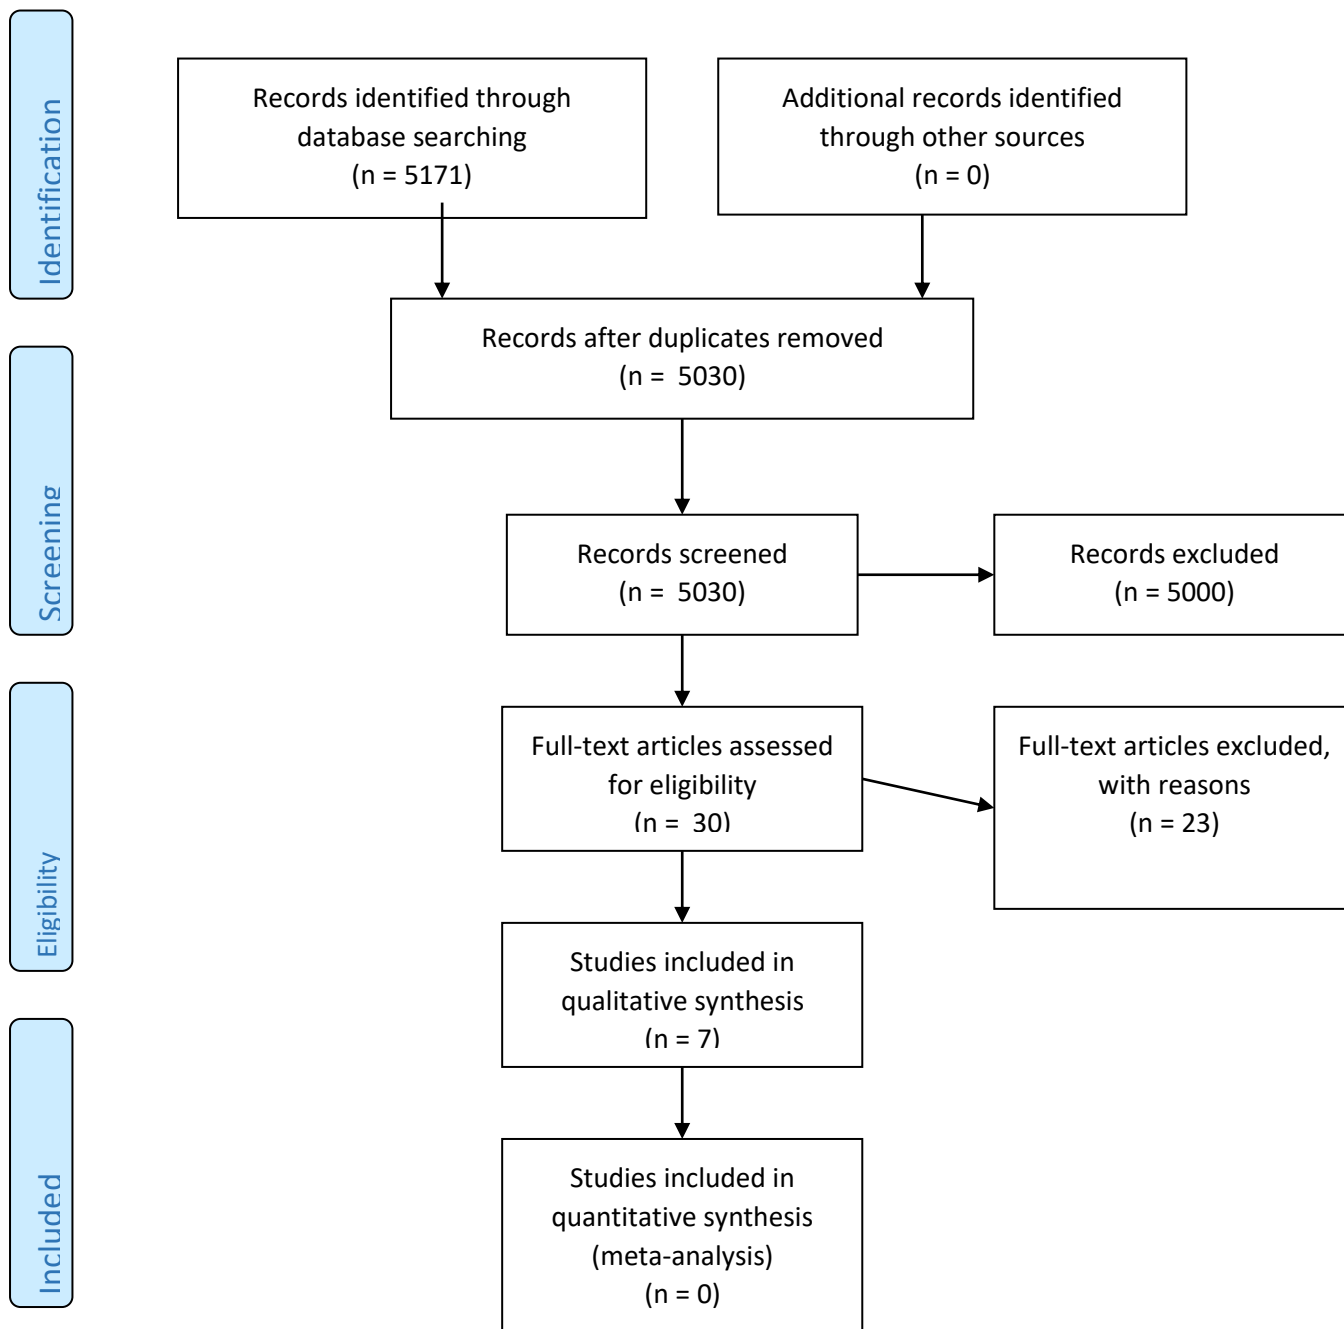 Identification
Records identified through
database searching
(n = 5171)
Additional records identified
through other sources
(n = 0)
Records after duplicates removed
(n =  5030)
Screening
Records screened
(n =  5030)
Records excluded
(n = 5000)
Eligibility
Full-text articles assessed
for eligibility
(n =  30)
Full-text articles excluded,
with reasons
(n = 23)
Studies included in
qualitative synthesis
(n = 7)
Included
Studies included in
quantitative synthesis
(meta-analysis)
(n = 0)